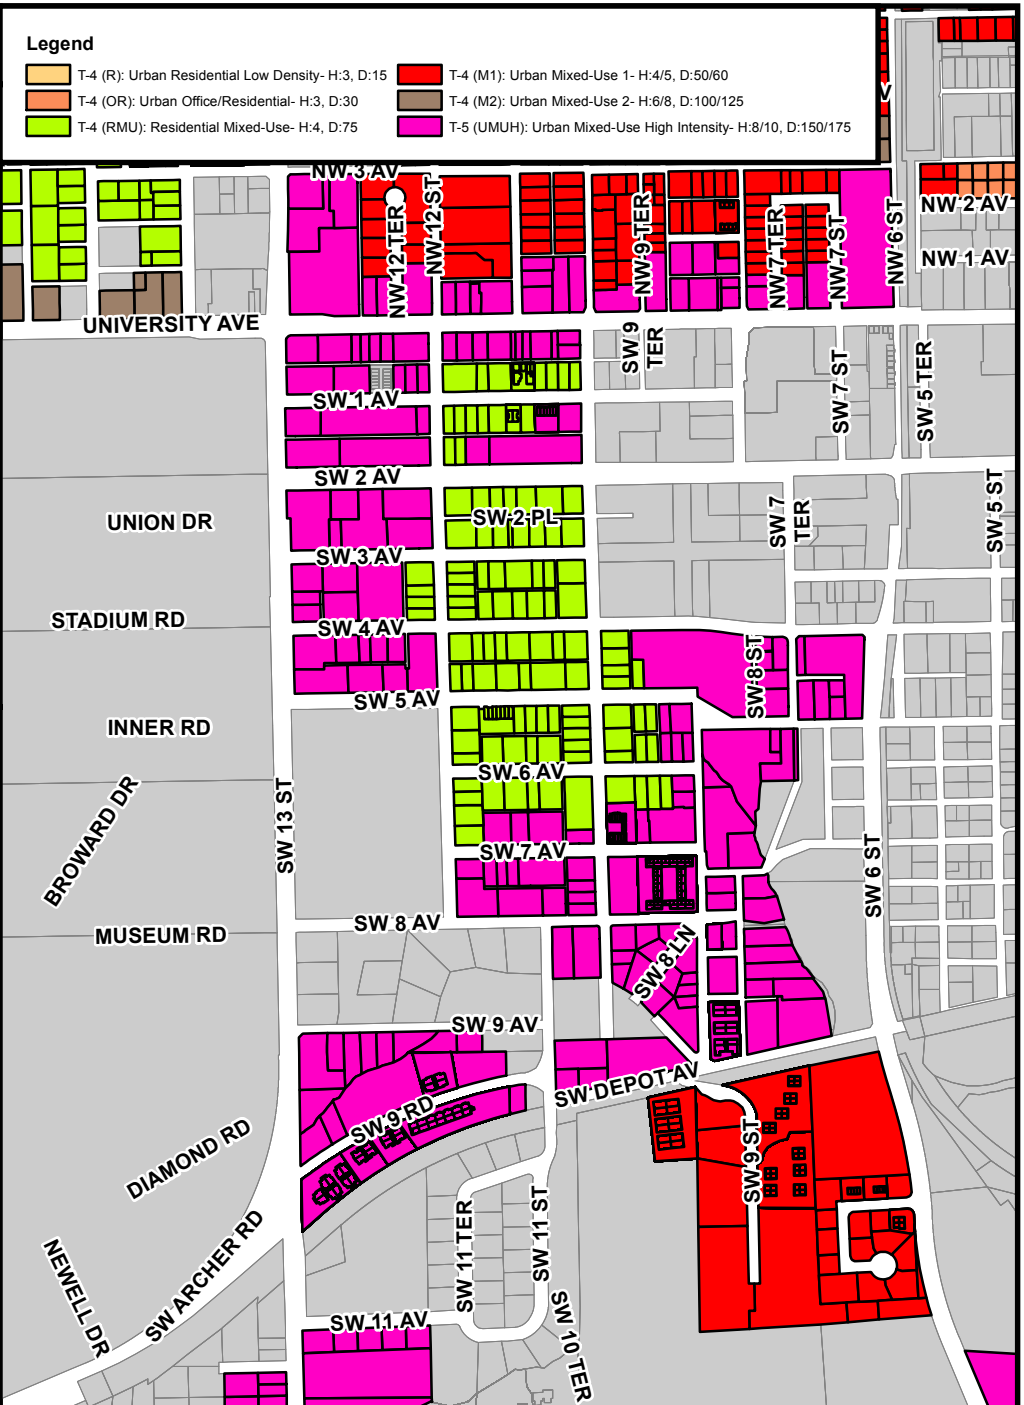 Legend
T-4 (R): Urban Residential Low Density- H:3, D:15
T-4 (M1): Urban Mixed-Use 1- H:4/5, D:50/60
T-4 (OR): Urban Office/Residential- H:3, D:30
T-4 (M2): Urban Mixed-Use 2- H:6/8, D:100/125
T-4 (RMU): Residential Mixed-Use- H:4, D:75
T-5 (UMUH): Urban Mixed-Use High Intensity- H:8/10, D:150/175
V
NW 3 AV
NW 12 TER
NW 12 ST
NW 9 TER
NW 7 TER
NW 7 ST
NW 6 ST
NW 2 AV
NW 1 AV
UNIVERSITY AVE
SW 9
TER
SW 7 ST
SW 5 TER
SW 1 AV
SW 2 AV
UNION DR
SW 2 PL
SW 7
TER
SW 5 ST
SW 3 AV
STADIUM RD
SW 4 AV
SW 8 ST
SW 5 AV
INNER RD
SW 6 AV
BROWARD DR
SW 13 ST
SW 7 AV
SW 6 ST
SW 8 AV
MUSEUM RD
SW 8 LN
SW 9 AV
SW DEPOT AV
SW 9 RD
SW 9 ST
DIAMOND RD
SW 11 TER
SW 11 ST
SW ARCHER RD
NEWELL DR
SW 11 AV
SW 10 TER